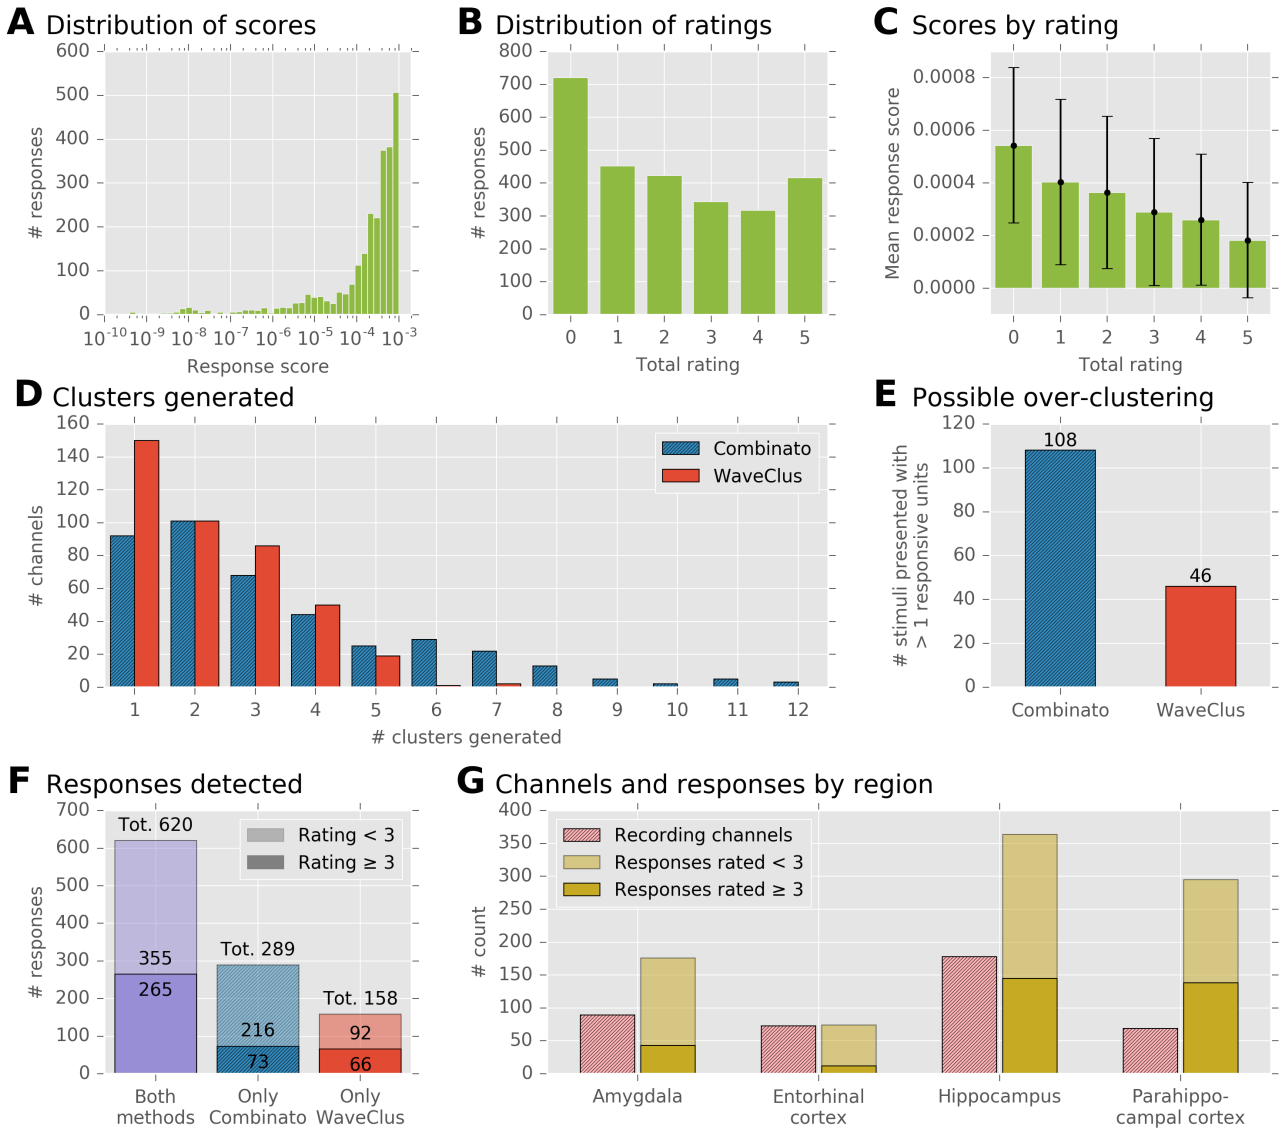 A Distribution of scores
600
500
400
300
200
100
0
# responses
10-10 10-9 10-8 10-7 10-6 10-5 10-4 10-3
Response score
B Distribution of ratings
800
700
600
500
400
300
200
100
0
# responses
0 1 2 3 4 5
Total rating
C Scores by rating
0.0008
0.0006
0.0004
0.0002
0.0000
Mean response score
0 1 2 3 4 5
Total rating
D Clusters generated
160
140
120
100
80
60
40
20
0
# channels
Combinato
WaveClus
1 2 3 4 5 6 7 8 9 10 11 12
# clusters generated
E Possible over-clustering
120
100
80
60
40
20
0
# stimuli presented with
> 1 responsive units
108
46
Combinato WaveClus
F Responses detected
700
600
500
400
300
200
100
0
# responses
Rating < 3
Rating ≥ 3
Tot. 620
355
265
Tot. 289
216
73
Tot. 158
92
66
Both
methods
Only
Combinato
Only
WaveClus
G Channels and responses by region
400
350
300
250
200
150
100
50
0
# count
Recording channels
Responses rated < 3
Responses rated ≥ 3
Amygdala
Entorhinal
cortex
Hippocampus
Parahippo-
campal cortex